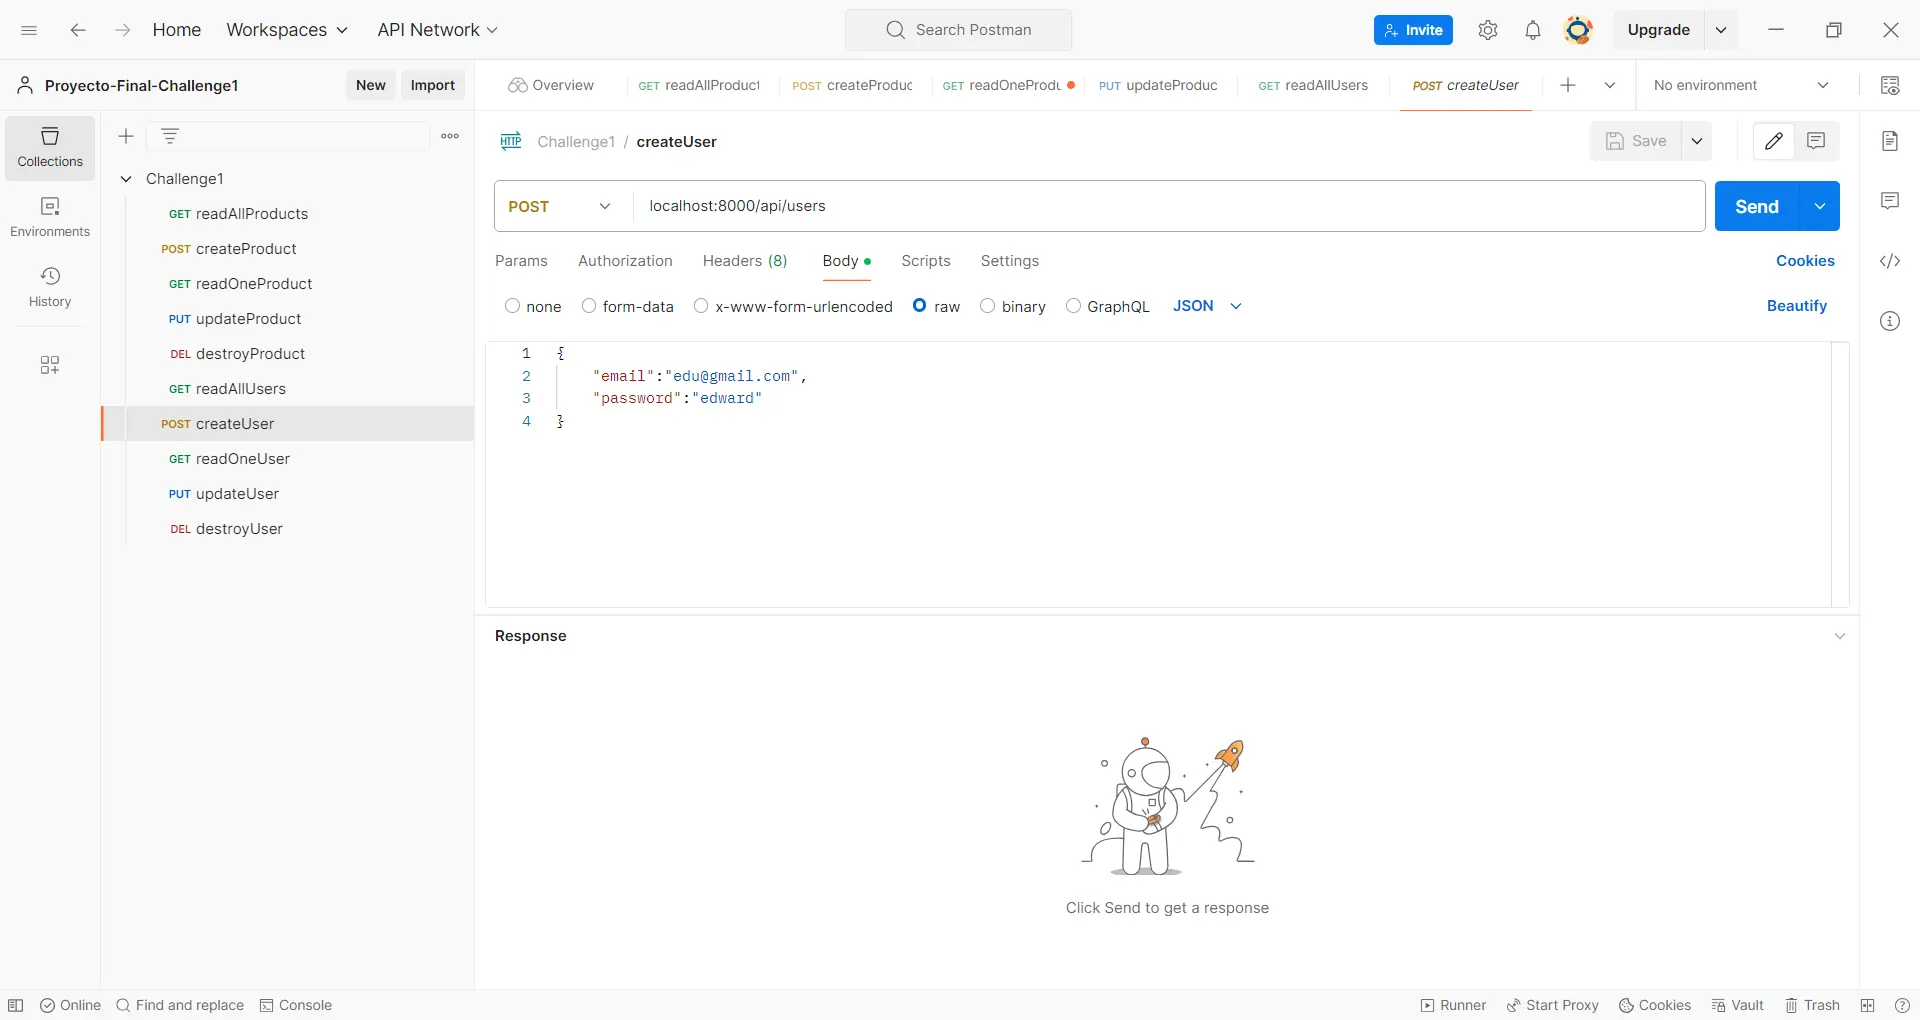 Home Workspaces API Network Search Postman Invite Upgrade
Proyecto-Final-Challenge1 New Import
Overview GET readAllProduct POST createProduc GET readOneProdu PUT updateProduc GET readAllUsers POST createUser No environment
Collections
Environments
History
Challenge1
GET readAllProducts
POST createProduct
GET readOneProduct
PUT updateProduct
DEL destroyProduct
GET readAllUsers
POST createUser
GET readOneUser
PUT updateUser
DEL destroyUser
HTTP Challenge1 / createUser Save
POST localhost:8000/api/users Send
Params Authorization Headers (8) Body Scripts Settings Cookies
none form-data x-www-form-urlencoded raw binary GraphQL JSON Beautify
1 {
2 "email":"edu@gmail.com",
3 "password":"edward"
4 }
Response
Click Send to get a response
Online Find and replace Console Runner Start Proxy Cookies Vault Trash